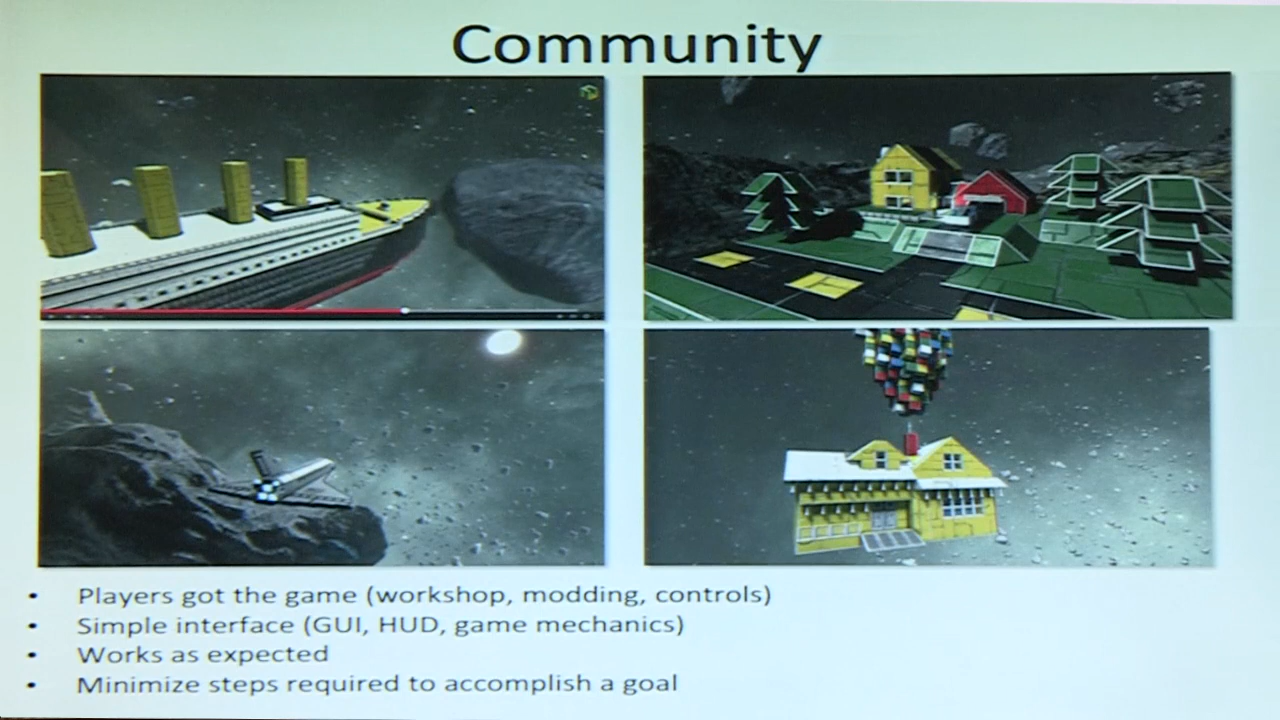 Community
• Players got the game (workshop, modding, controls)
• Simple interface (GUI, HUD, game mechanics)
• Works as expected
• Minimize steps required to accomplish a goal